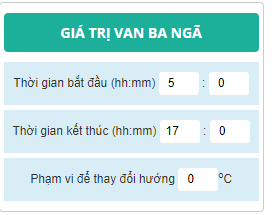 GIÁ TRỊ VAN BA NGÃ
Thời gian bắt đầu (hh:mm) 5 : 0
Thời gian kết thúc (hh:mm) 17 : 0
Phạm vi để thay đổi hướng 0 °C